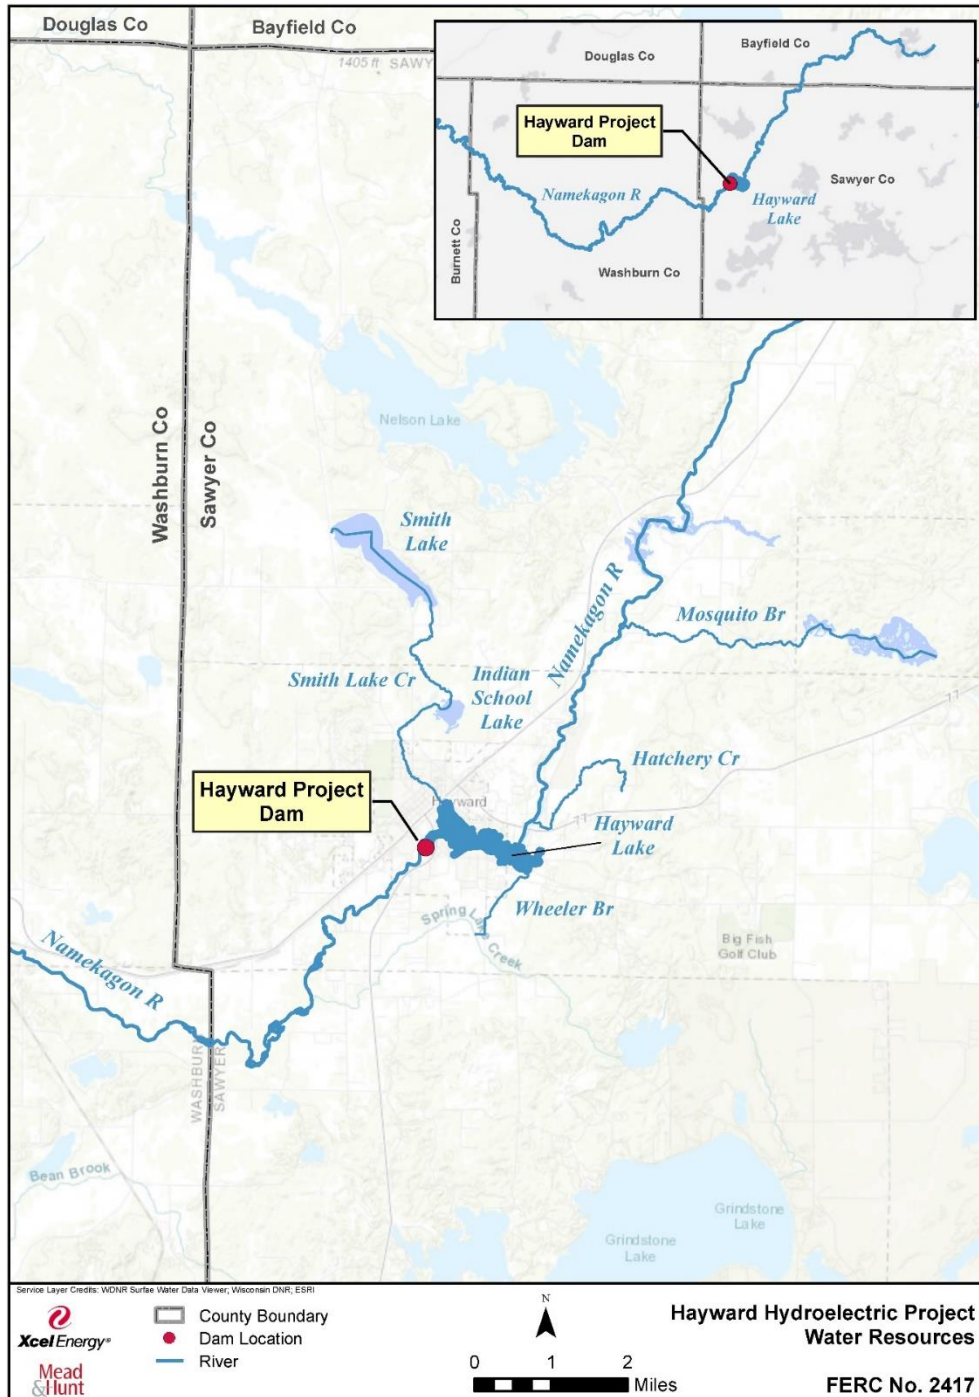 Douglas Co
Bayfield Co
1405 ft
SAWY
Douglas Co
Bayfield Co
Hayward Project
Dam
Namekagon R
Hayward
Lake
Sawyer Co
Burnett Co
Washburn Co
Washburn Co
Sawyer Co
Nelson Lake
Smith
Lake
Namekagon R
Mosquito Br
Smith Lake Cr
Indian
School
Lake
Hatchery Cr
Hayward Project
Dam
Hayward
11
11
Hayward
Lake
Wheeler Br
Spring Lake
Creek
Big Fish
Golf Club
Namekagon R
WASHBURN
SAWYER
Bean Brook
Grindstone
Lake
Grindstone
Lake
Service Layer Credits: WDNR Surfae Water Data Viewer; Wisconsin DNR; ESRI
Xcel Energy®
Mead
&Hunt
County Boundary
Dam Location
River
N
0 1 2
Miles
Hayward Hydroelectric Project
Water Resources
FERC No. 2417